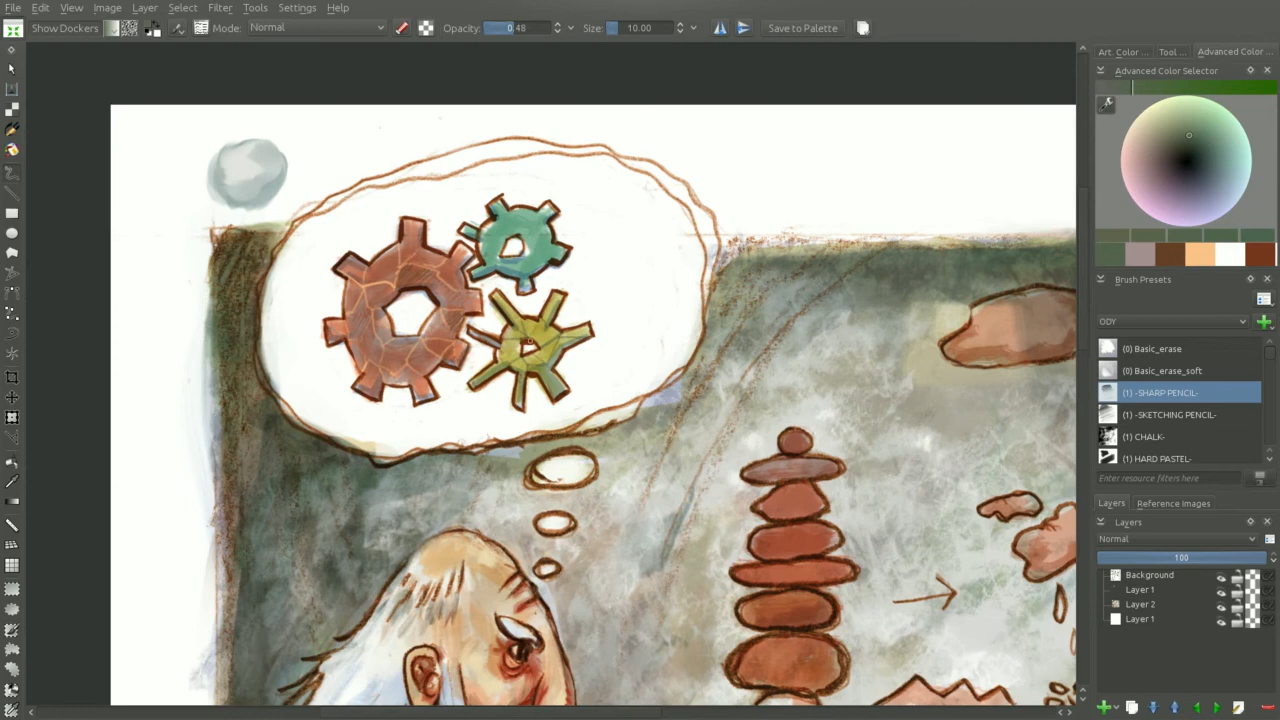 File Edit View Image Layer Select Filter Tools Settings Help
Show Dockers Mode: Normal Opacity: 0.48 Size: 10.00 Save to Palette
Art. Color ... Tool ... Advanced Color ...
Advanced Color Selector
Brush Presets
ODY
(0) Basic_erase
(0) Basic_erase_soft
(1) -SHARP PENCIL-
(1) -SKETCHING PENCIL-
(1) CHALK-
(1) HARD PASTEL-
Enter resource filters here
Layers Reference Images
Layers
Normal
100
Background
Layer 1
Layer 2
Layer 1